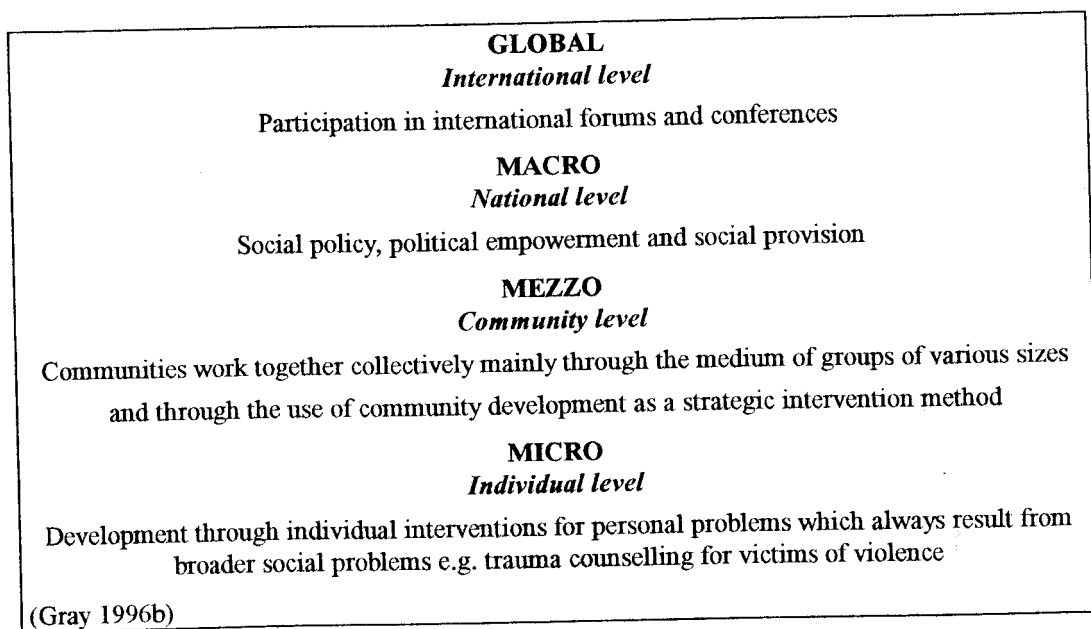 GLOBAL
International level
Participation in international forums and conferences
MACRO
National level
Social policy, political empowerment and social provision
MEZZO
Community level
Communities work together collectively mainly through the medium of groups of various sizes
and through the use of community development as a strategic intervention method
MICRO
Individual level
Development through individual interventions for personal problems which always result from
broader social problems e.g. trauma counselling for victims of violence
(Gray 1996b)